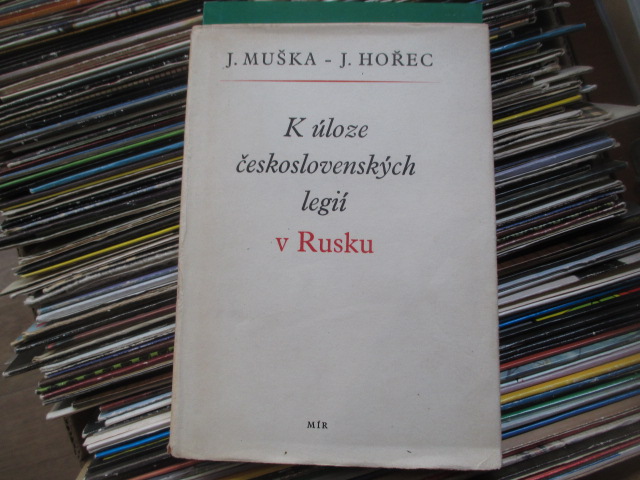 J. MUŠKA – J. HOŘEC
K úloze
československých
legií
v Rusku
MÍR